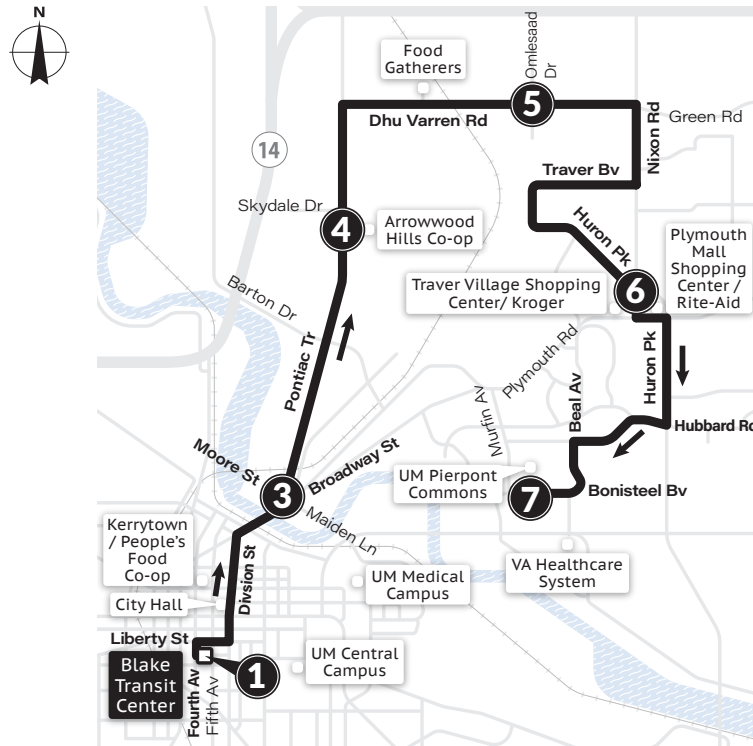 N
Food
Gatherers
Omlesaad
Dr
5
Dhu Varren Rd
Nixon Rd
Green Rd
14
Traver Bv
Skydale Dr
4
Arrowwood
Hills Co-op
Huron Pk
Plymouth
Mall
Shopping
Center /
Rite-Aid
Traver Village Shopping
Center/ Kroger
6
Barton Dr
Pontiac Tr
Plymouth Rd
Huron Pk
Beal Av
Murfin Av
Hubbard Rd
Moore St
Broadway St
3
UM Pierpont
Commons
7
Bonisteel Bv
Maiden Ln
Kerrytown
/ People's
Food
Co-op
Divsion St
VA Healthcare
System
UM Medical
Campus
City Hall
Liberty St
UM Central
Campus
1
Blake
Transit
Center
Fourth Av
Fifth Av